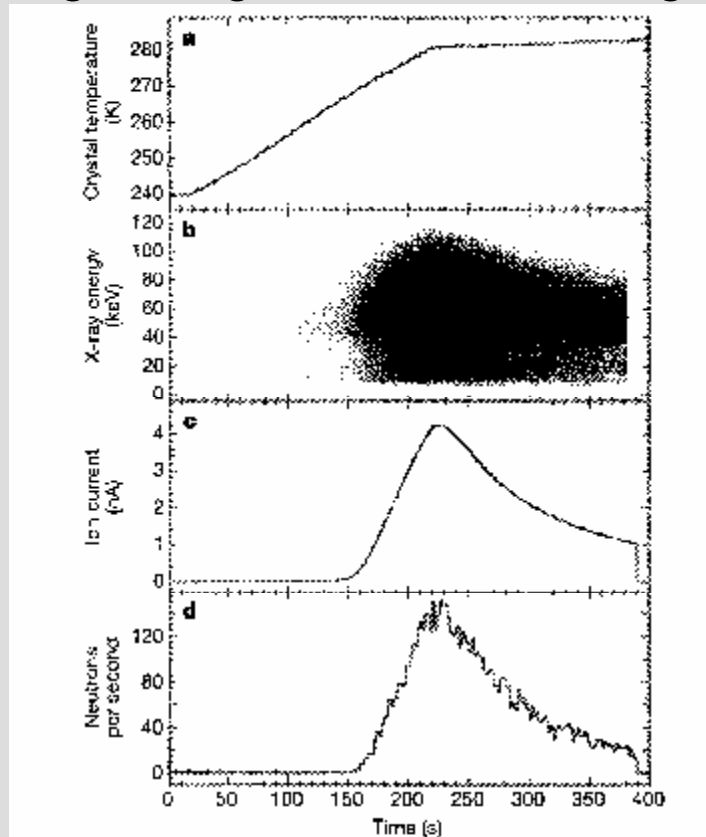 a
Crystal temperature
(K)
280
270
260
250
240
b
X-ray energy
(keV)
120
100
80
60
40
20
0
c
Ion current
(nA)
4
3
2
1
0
d
Neutrons
per second
120
80
40
0
0 50 100 150 200 250 300 350 400
Time (s)